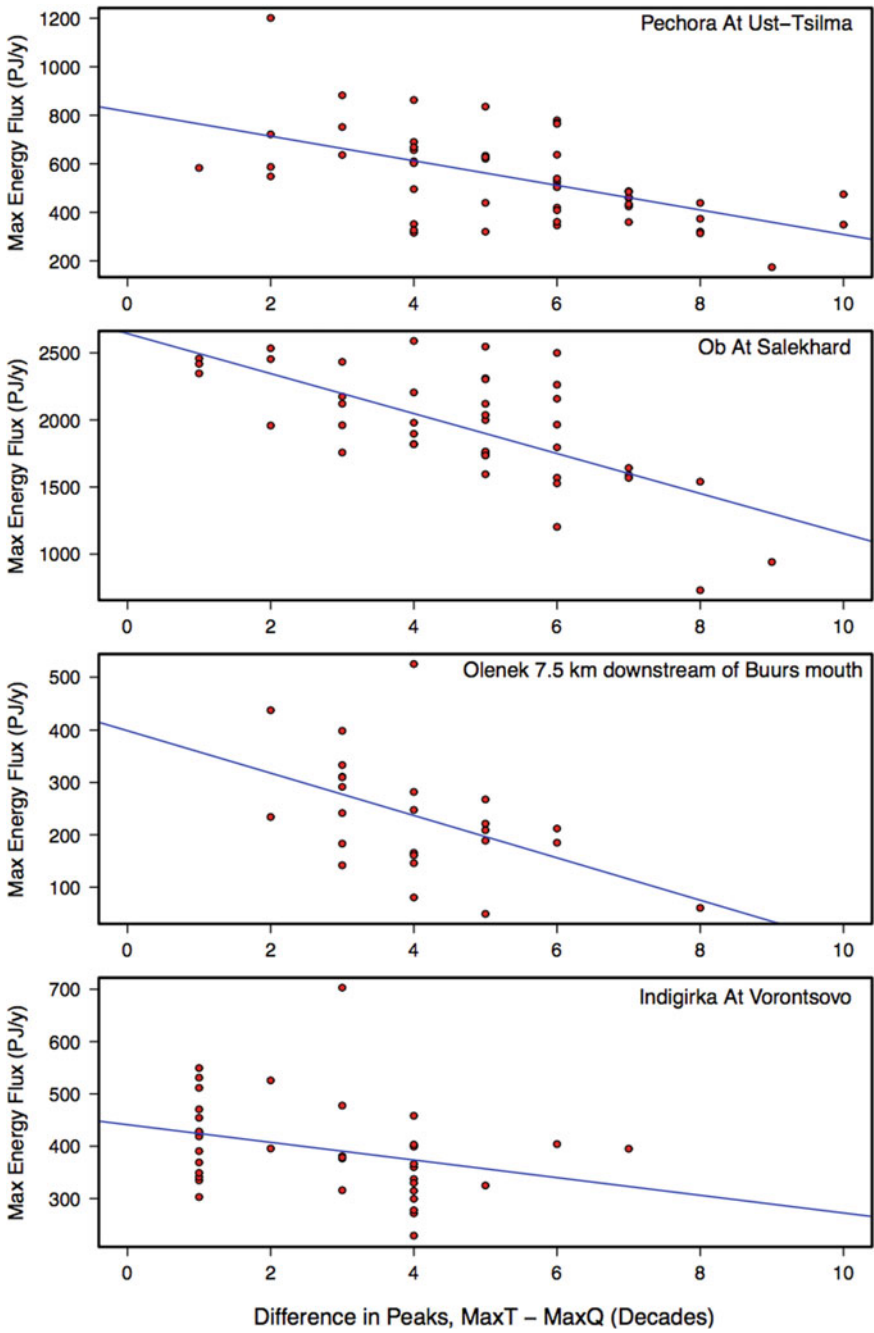 Max Energy Flux (PJ/y)
1200
1000
800
600
400
200
Pechora At Ust-Tsilma
0 2 4 6 8 10
Max Energy Flux (PJ/y)
2500
2000
1500
1000
Ob At Salekhard
0 2 4 6 8 10
Max Energy Flux (PJ/y)
500
400
300
200
100
Olenek 7.5 km downstream of Buurs mouth
0 2 4 6 8 10
Max Energy Flux (PJ/y)
700
600
500
400
300
Indigirka At Vorontsovo
0 2 4 6 8 10
Difference in Peaks, MaxT − MaxQ (Decades)